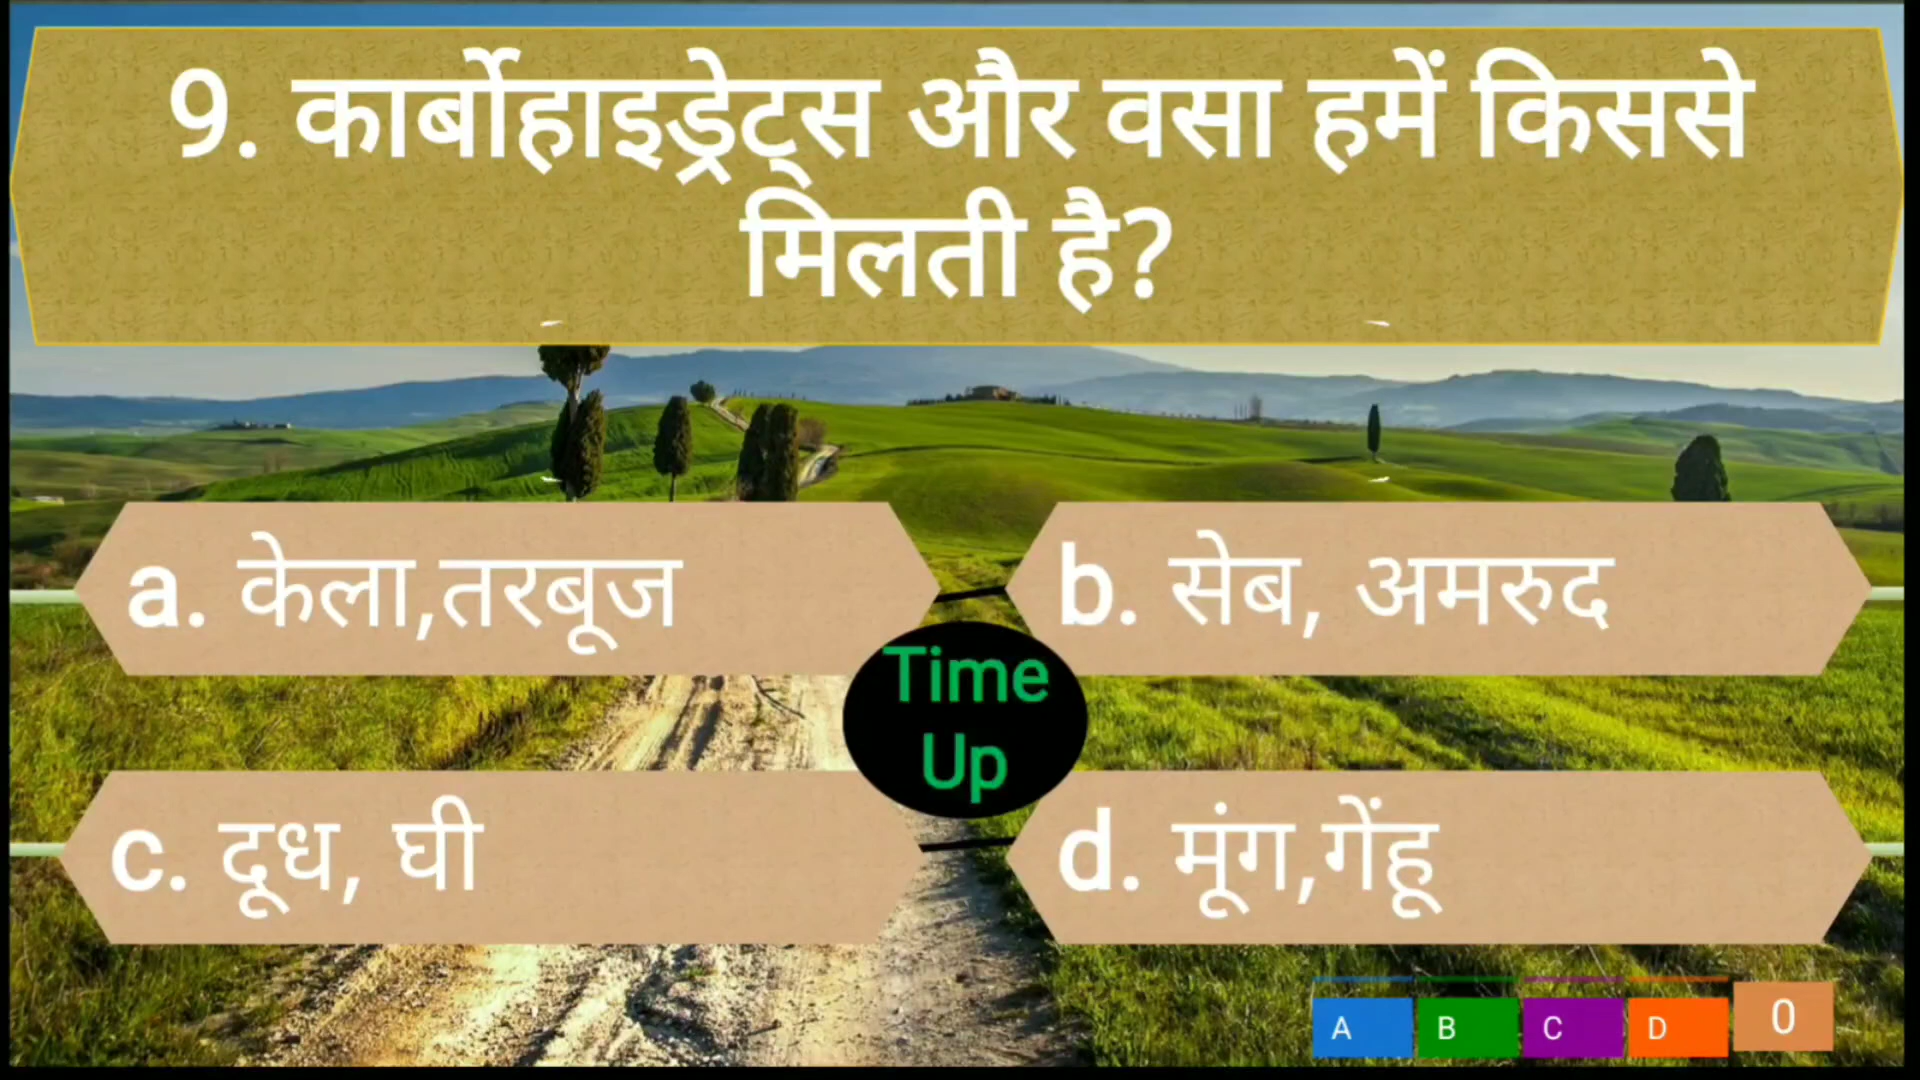 9. कार्बोहाइड्रेट्स और वसा हमें किससे
मिलती है?
a. केला,तरबूज
b. सेब, अमरुद
Time
Up
c. दूध, घी
d. मूंग,गेंहू
A B C D 0